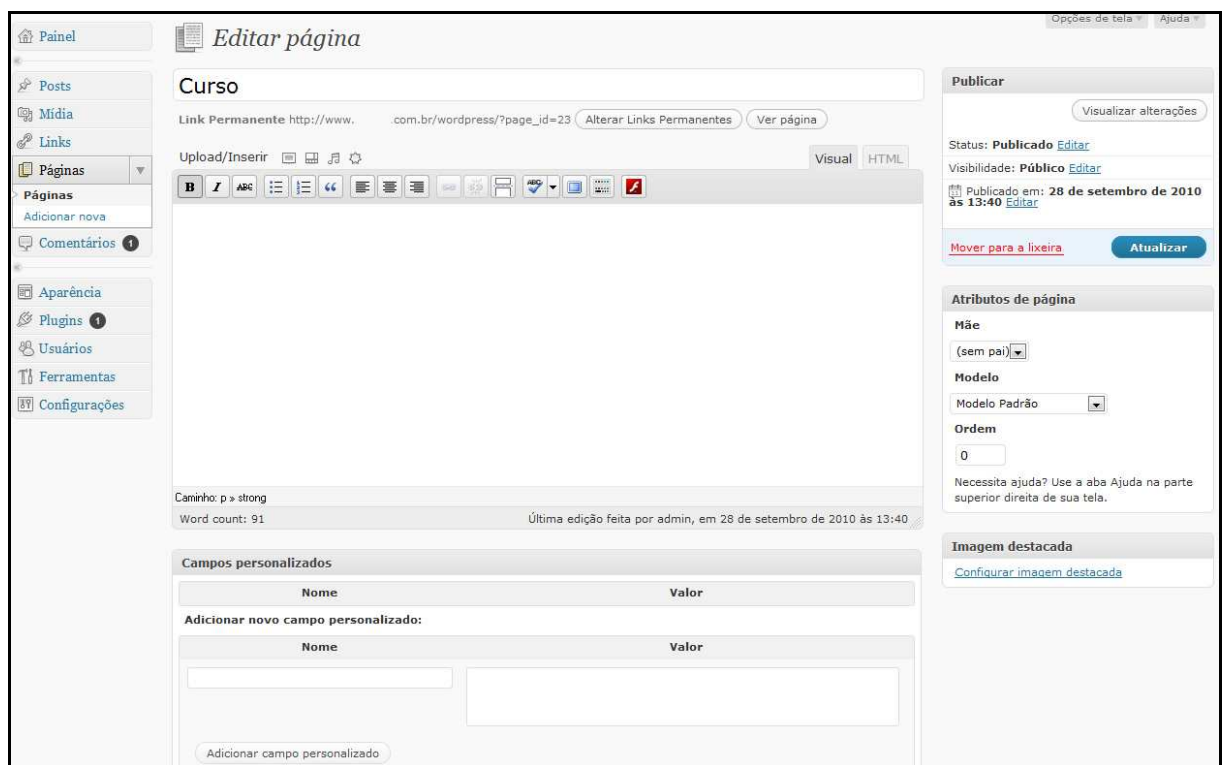 Opções de tela Ajuda
Painel
Editar página
Posts
Mídia
Links
Páginas
Páginas
Adicionar nova
Comentários 1
Aparência
Plugins 1
Usuários
Ferramentas
Configurações
Curso
Link Permanente http://www. .com.br/wordpress/?page_id=23 Alterar Links Permanentes Ver página
Upload/Inserir Visual HTML
B I ABC ABC
Caminho: p » strong
Word count: 91 Última edição feita por admin, em 28 de setembro de 2010 às 13:40
Campos personalizados
Nome Valor
Adicionar novo campo personalizado:
Nome Valor
Adicionar campo personalizado
Publicar
Visualizar alterações
Status: Publicado Editar
Visibilidade: Público Editar
Publicado em: 28 de setembro de 2010
às 13:40 Editar
Mover para a lixeira Atualizar
Atributos de página
Mãe
(sem pai)
Modelo
Modelo Padrão
Ordem
0
Necessita ajuda? Use a aba Ajuda na parte
superior direita de sua tela.
Imagem destacada
Configurar imagem destacada